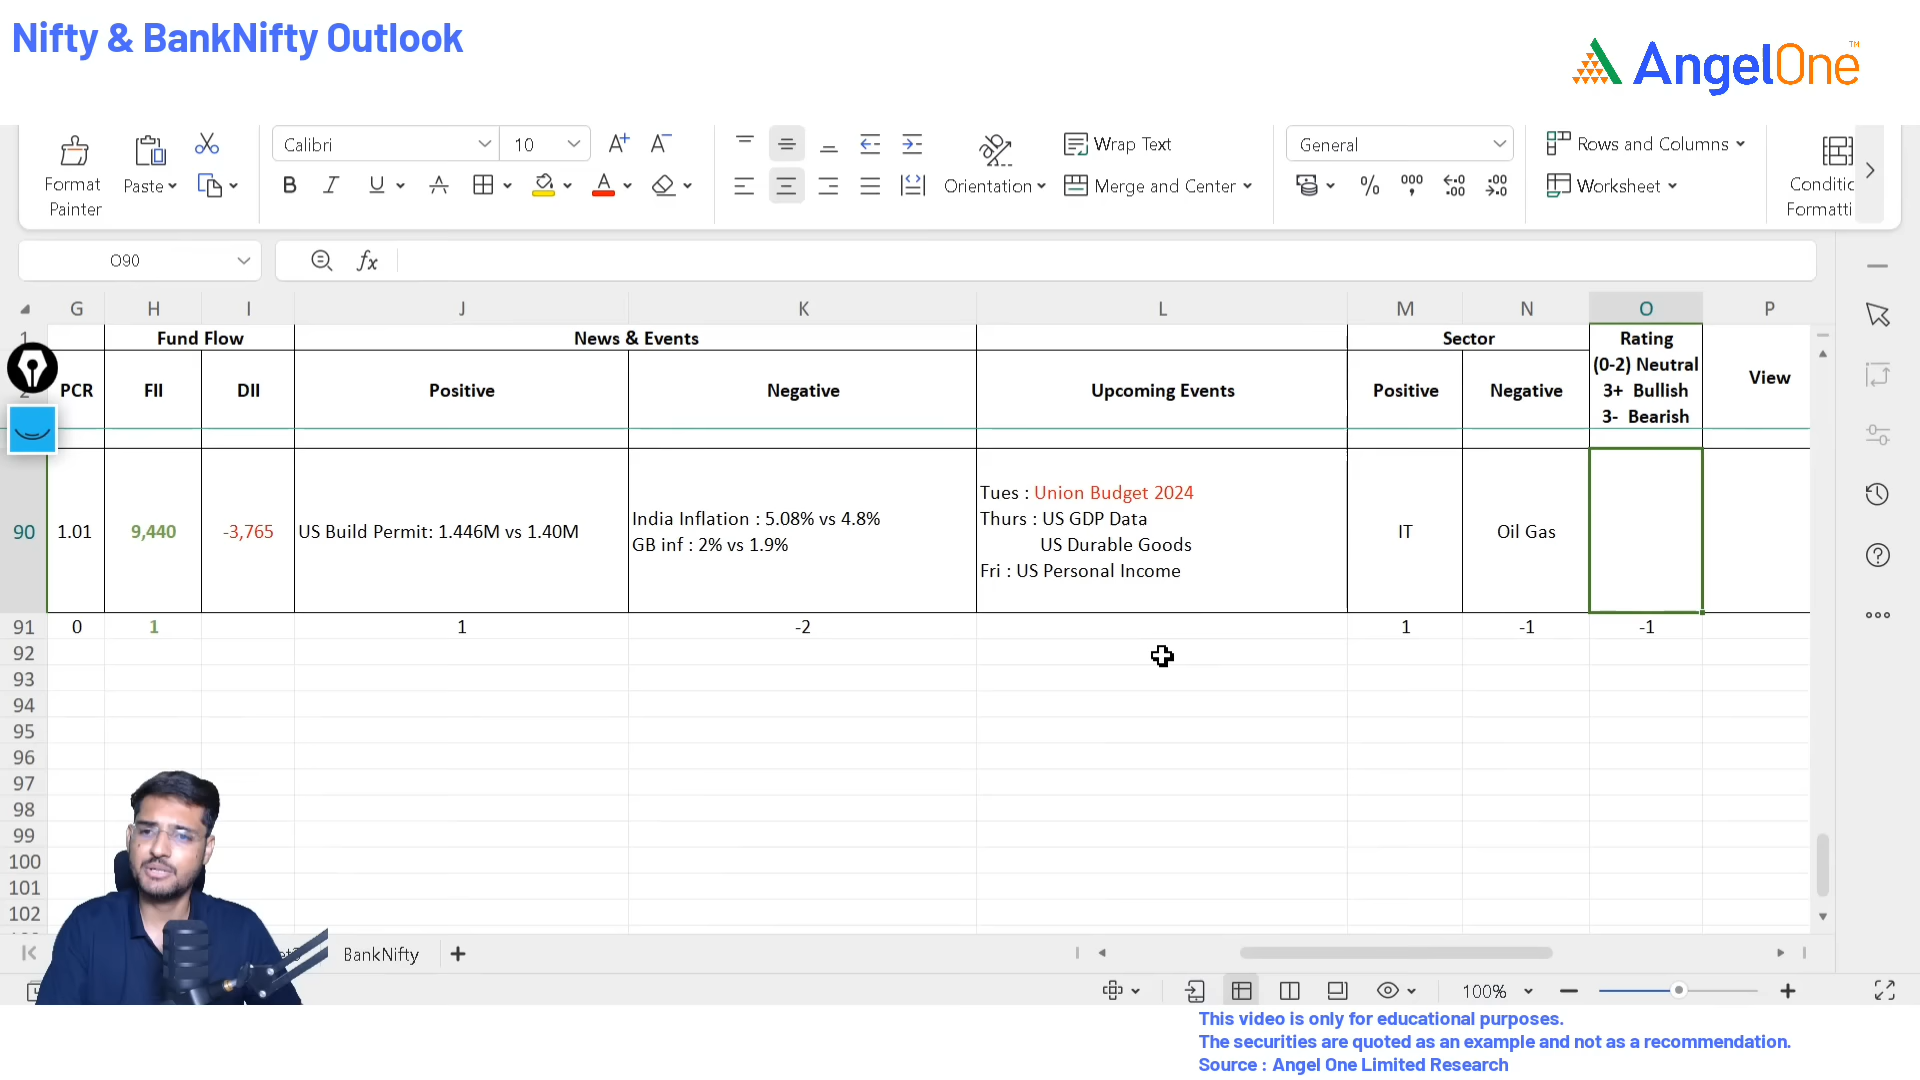 Nifty & BankNifty Outlook
AngelOne™
Format Painter
Paste
Calibri
10
A+ A-
B I U A A
Orientation
Wrap Text
Merge and Center
General
% 000
Rows and Columns
Worksheet
Conditic
Formatti
O90
fx
G H I J K L M N O P
1 Fund Flow News & Events Sector Rating
(0-2) Neutral
3+ Bullish
3- Bearish
2 PCR FII DII Positive Negative Upcoming Events Positive Negative View
90 1.01 9,440 -3,765 US Build Permit: 1.446M vs 1.40M
India Inflation : 5.08% vs 4.8%
GB inf : 2% vs 1.9%
Tues : Union Budget 2024
Thurs : US GDP Data
US Durable Goods
Fri : US Personal Income
IT Oil Gas
91 0 1 1 -2 1 -1 -1
92
93
94
95
96
97
98
99
100
101
102
BankNifty +
100%
This video is only for educational purposes.
The securities are quoted as an example and not as a recommendation.
Source : Angel One Limited Research